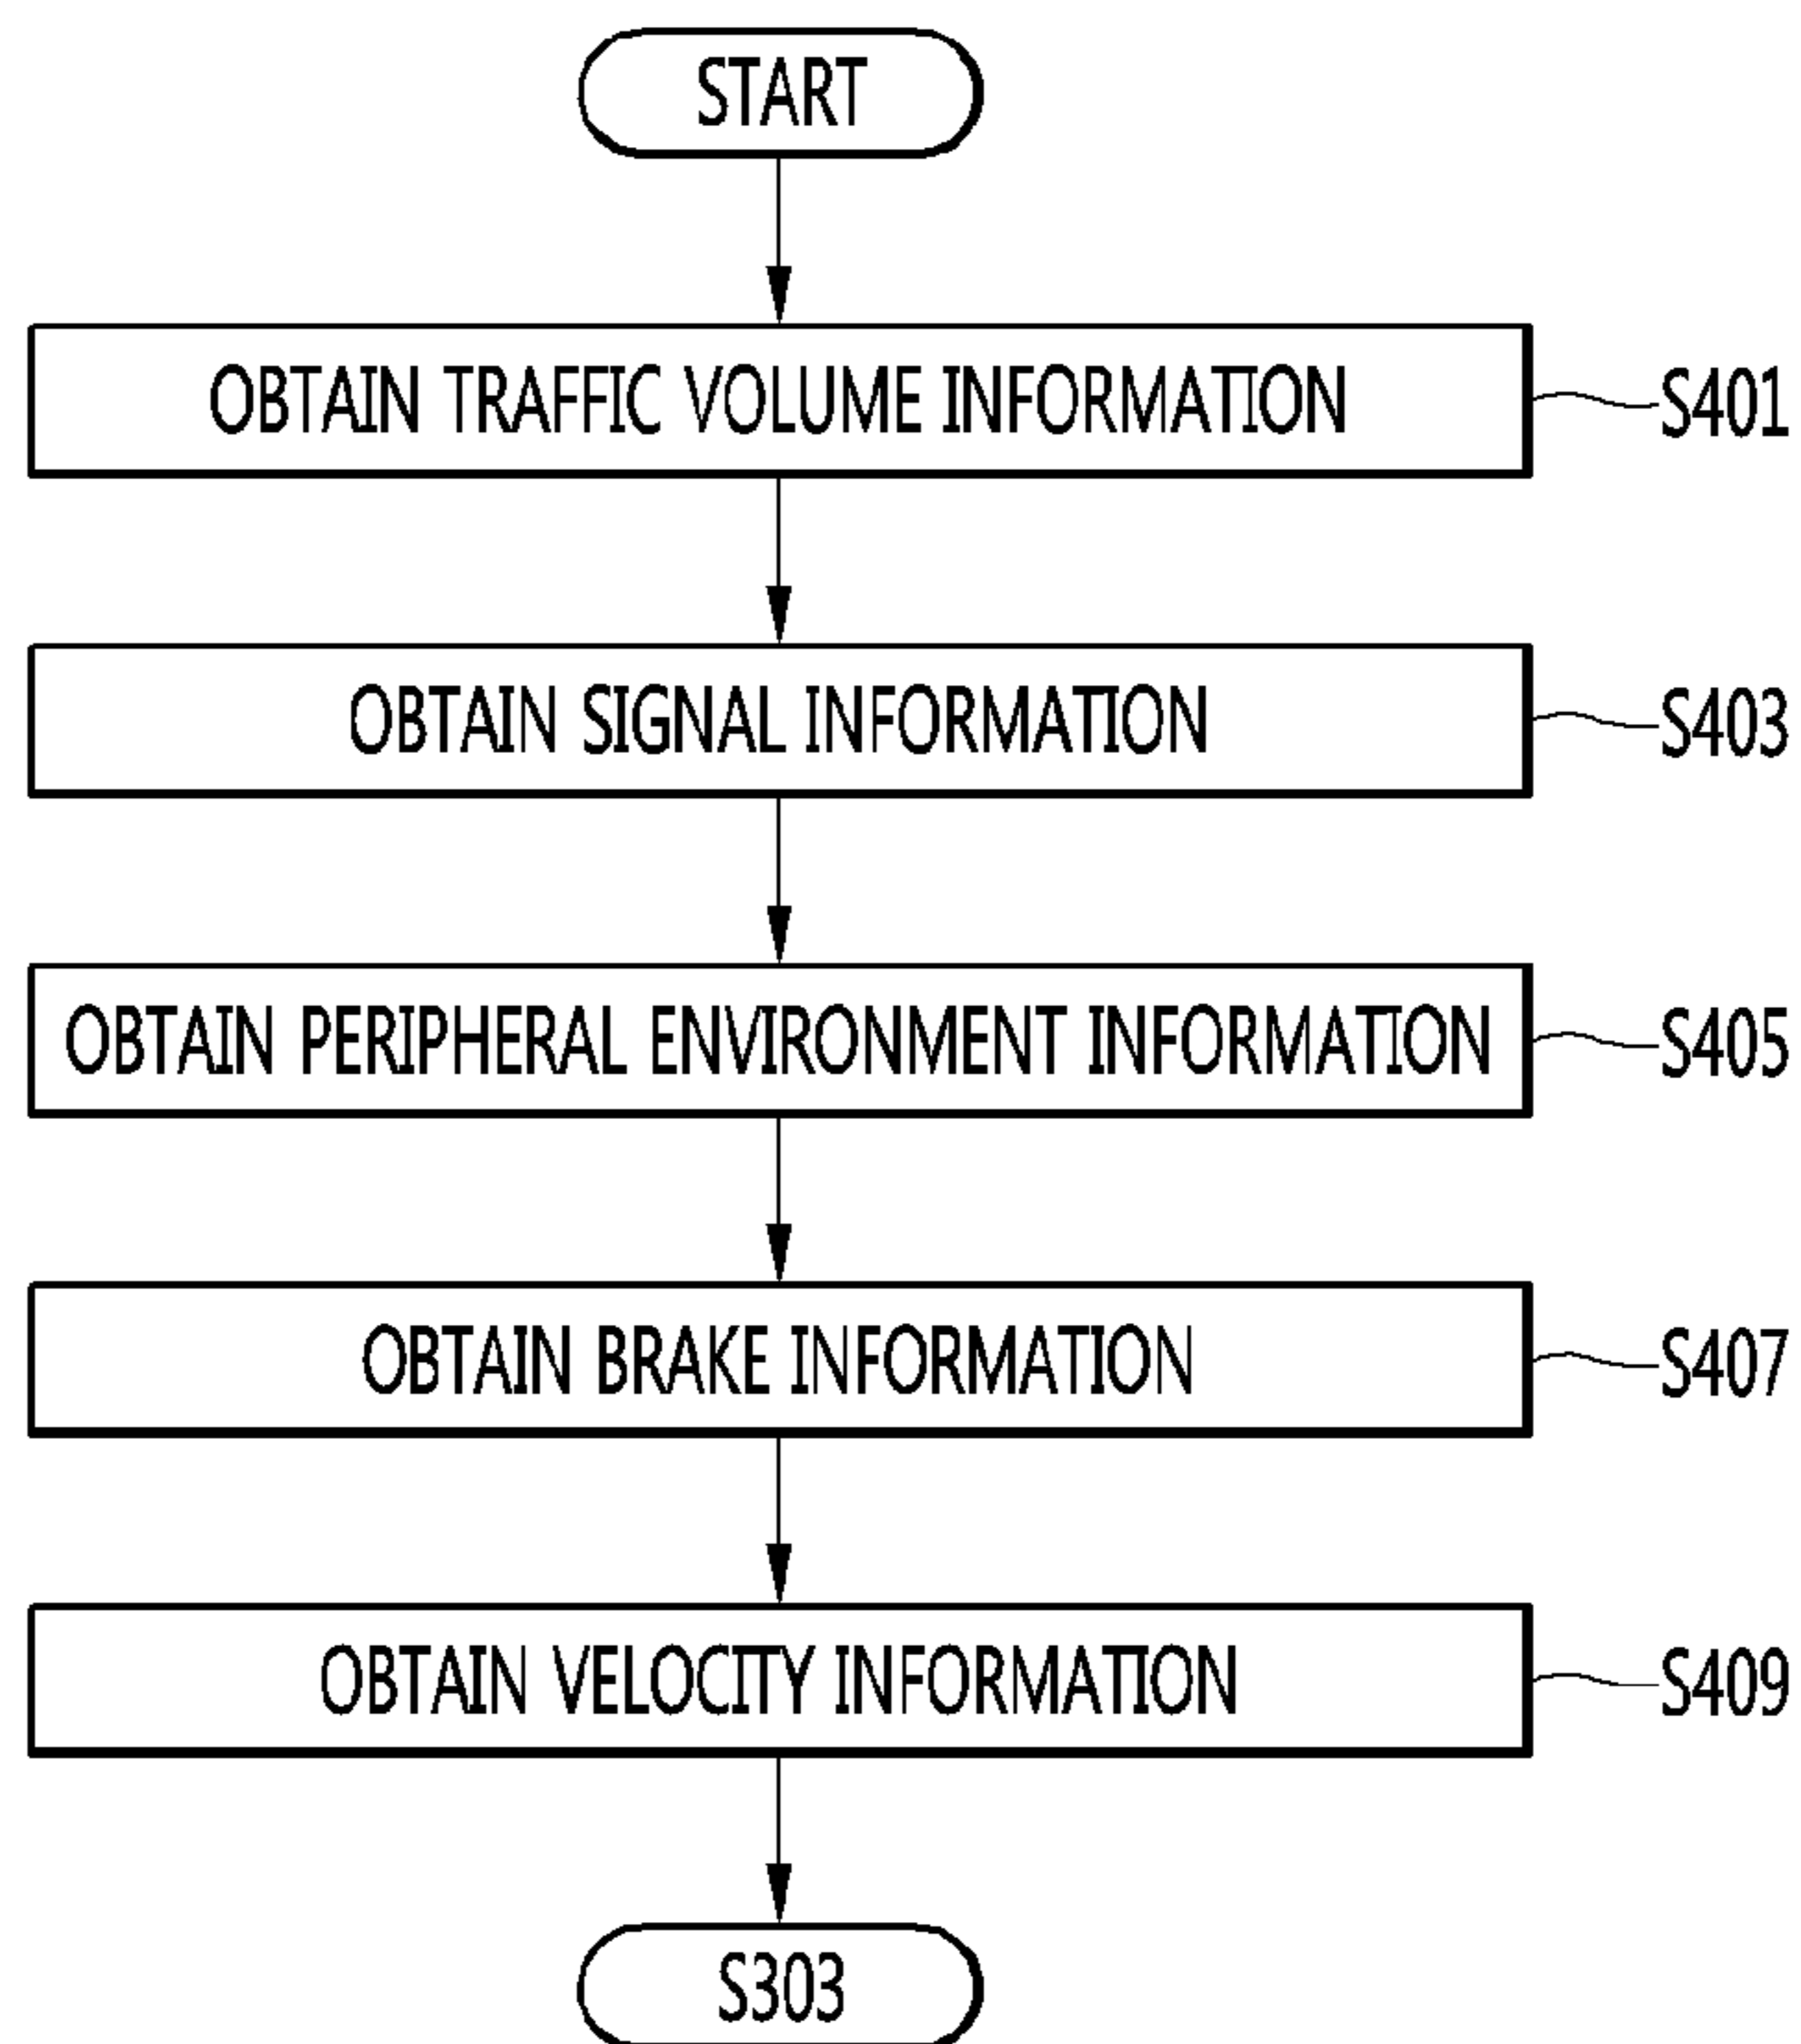 START
OBTAIN TRAFFIC VOLUME INFORMATION
S401
OBTAIN SIGNAL INFORMATION
S403
OBTAIN PERIPHERAL ENVIRONMENT INFORMATION
S405
OBTAIN BRAKE INFORMATION
S407
OBTAIN VELOCITY INFORMATION
S409
S303